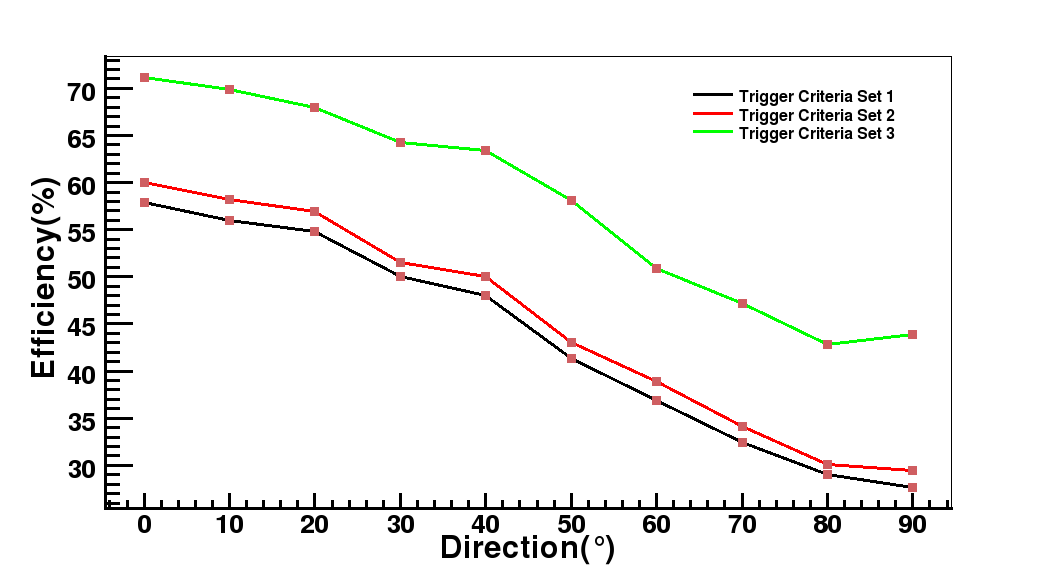 70
65
60
55
50
45
40
35
30
Efficiency(%)
Trigger Criteria Set 1
Trigger Criteria Set 2
Trigger Criteria Set 3
0 10 20 30 40 50 60 70 80 90
Direction(°)